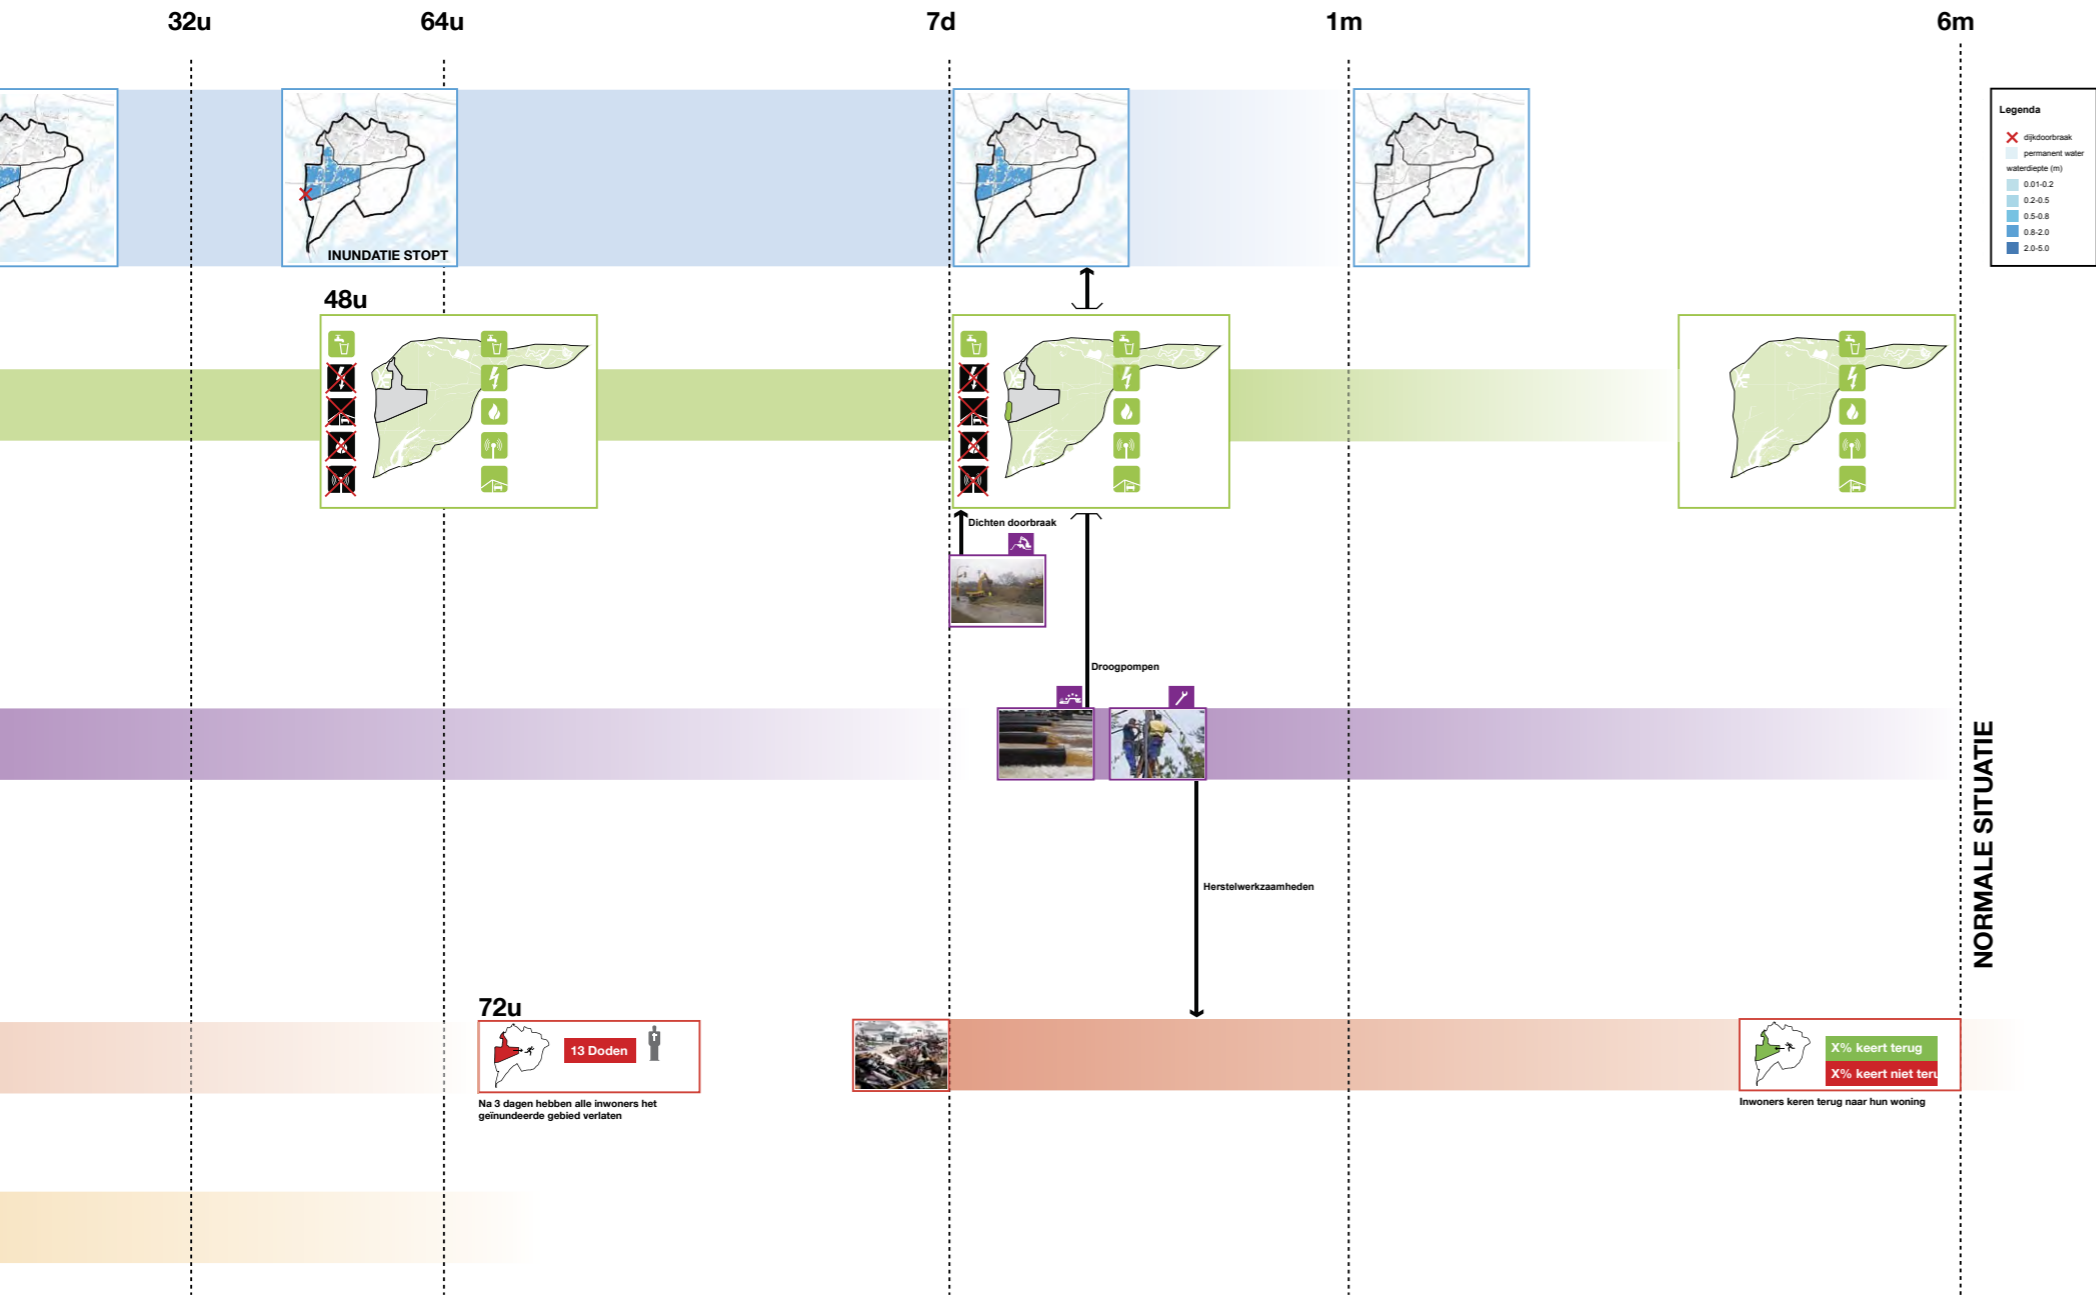 32u
64u
7d
1m
6m
INUNDATIE STOPT
Legenda
dijkdoorbraak
permanent water
waterdiepte (m)
0.01-0.2
0.2-0.5
0.5-0.8
0.8-2.0
2.0-5.0
48u
Dichten doorbraak
Droogpompen
NORMALE SITUATIE
Herstelwerkzaamheden
72u
13 Doden
Na 3 dagen hebben alle inwoners het
geïnundeerde gebied verlaten
X% keert terug
X% keert niet teru
Inwoners keren terug naar hun woning